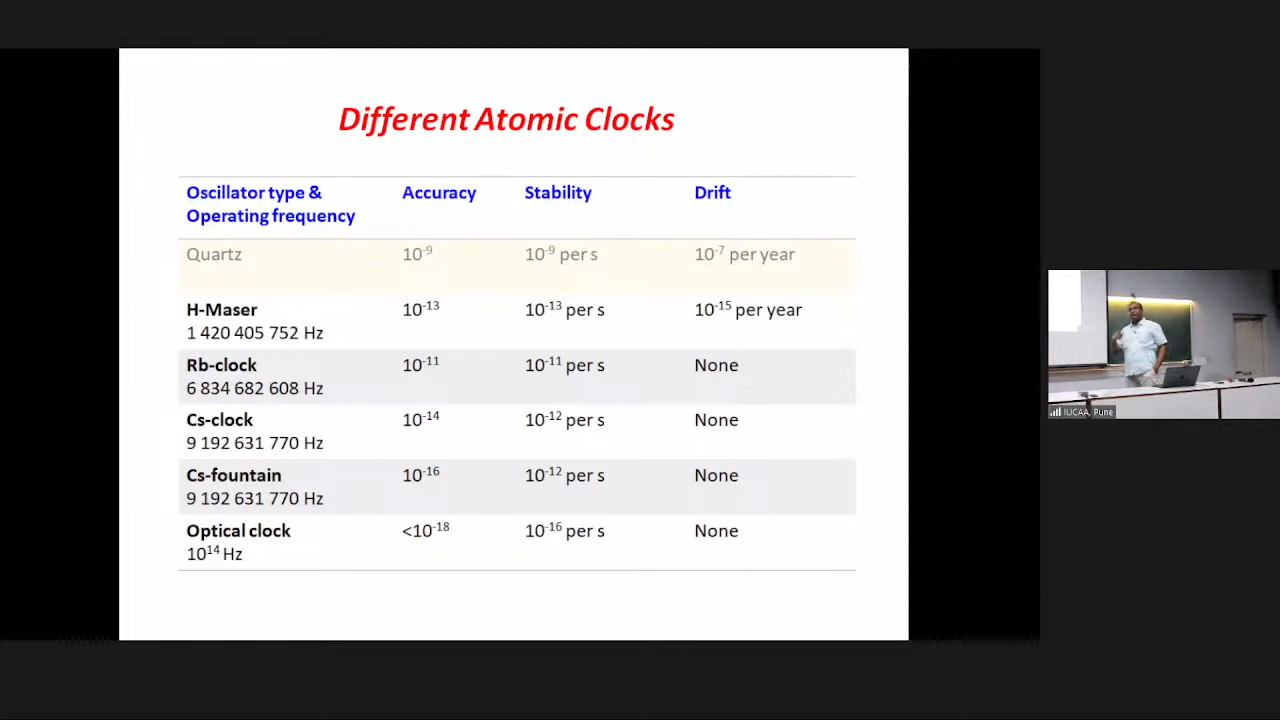 Different Atomic Clocks
Oscillator type & Operating frequency Accuracy Stability Drift
Quartz 10⁻⁹ 10⁻⁹ per s 10⁻⁷ per year
H-Maser 10⁻¹³ 10⁻¹³ per s 10⁻¹⁵ per year
1 420 405 752 Hz
Rb-clock 10⁻¹¹ 10⁻¹¹ per s None
6 834 682 608 Hz
Cs-clock 10⁻¹⁴ 10⁻¹² per s None
9 192 631 770 Hz
Cs-fountain 10⁻¹⁶ 10⁻¹² per s None
9 192 631 770 Hz
Optical clock <10⁻¹⁸ 10⁻¹⁶ per s None
10¹⁴ Hz
IUCAA, Pune